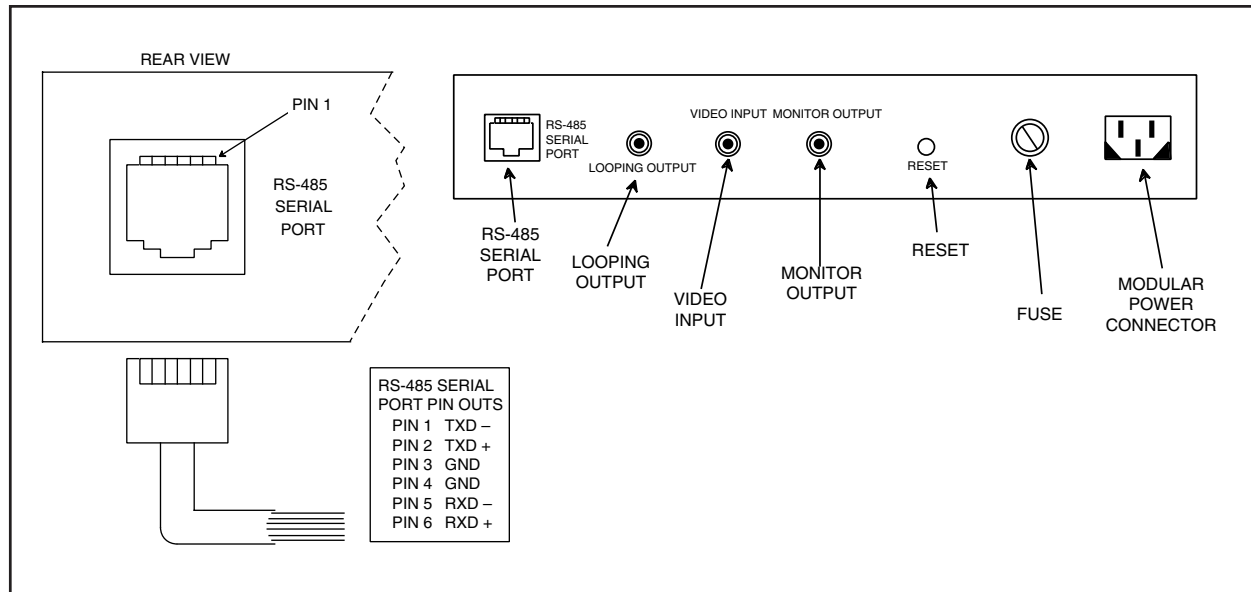 REAR VIEW
PIN 1
RS-485
SERIAL
PORT
RS-485
SERIAL
PORT
LOOPING OUTPUT
VIDEO INPUT
MONITOR OUTPUT
RESET
RS-485
SERIAL
PORT
LOOPING
OUTPUT
VIDEO
INPUT
MONITOR
OUTPUT
RESET
FUSE
MODULAR
POWER
CONNECTOR
RS-485 SERIAL
PORT PIN OUTS
PIN 1 TXD –
PIN 2 TXD +
PIN 3 GND
PIN 4 GND
PIN 5 RXD –
PIN 6 RXD +